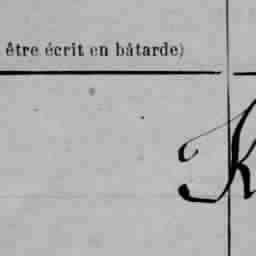 être écrit en bâtarde)
K